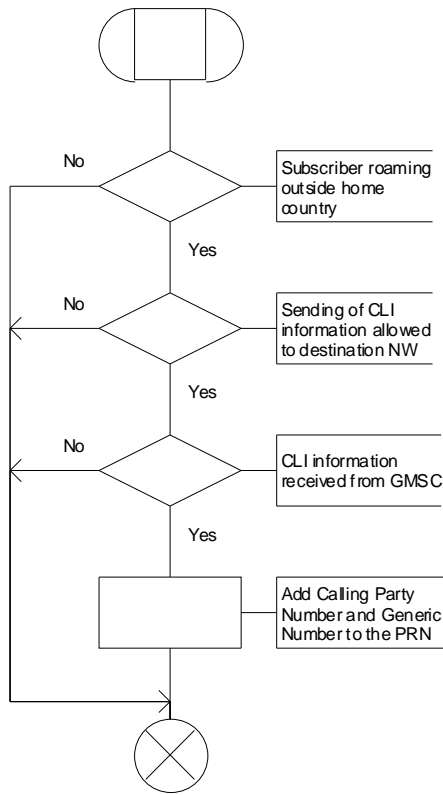 No
Subscriber roaming
outside home
country
Yes
No
Sending of CLI
information allowed
to destination NW
Yes
No
CLI information
received from GMSC
Yes
Add Calling Party
Number and Generic
Number to the PRN